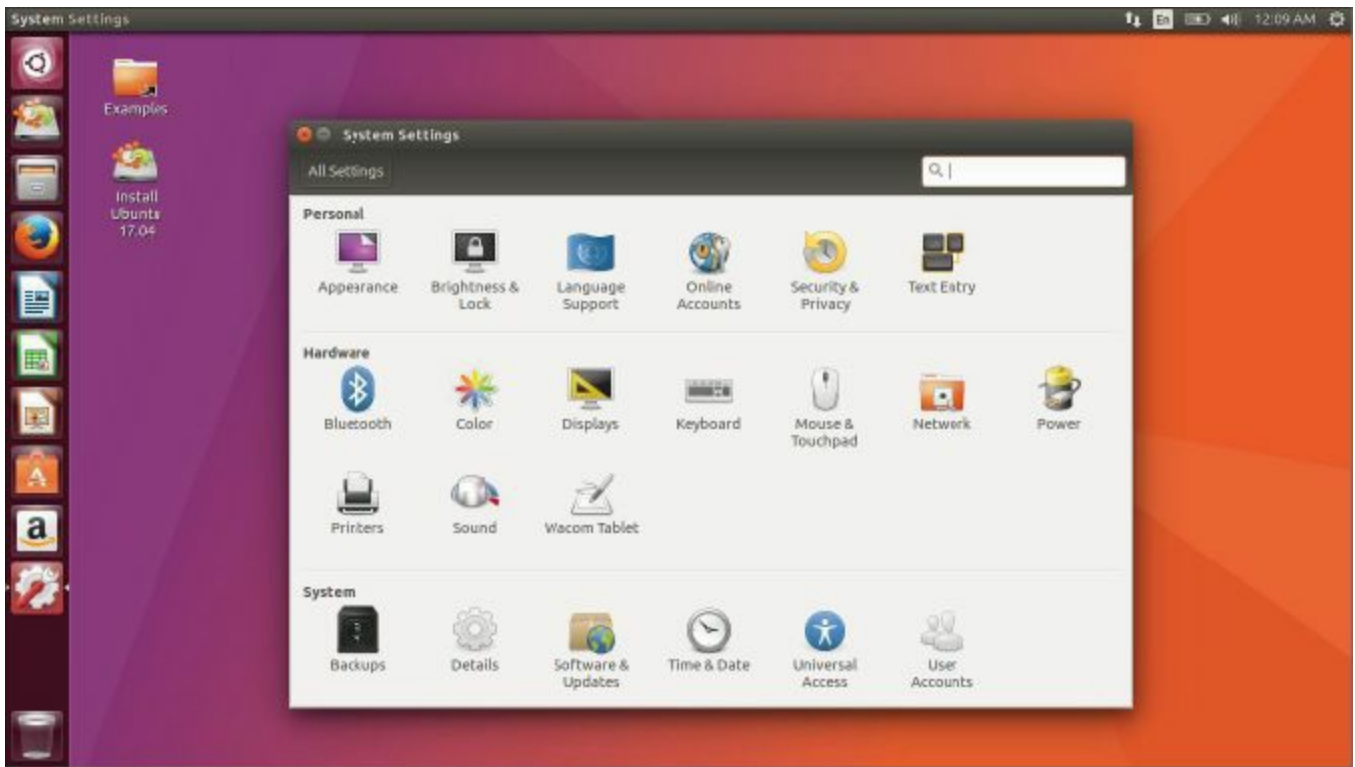 System Settings
En 12:09 AM
Examples
Install
Ubuntu
17.04
System Settings
All Settings
Personal
Appearance
Brightness &
Lock
Language
Support
Online
Accounts
Security &
Privacy
Text Entry
Hardware
Bluetooth
Color
Displays
Keyboard
Mouse &
Touchpad
Network
Power
Printers
Sound
Wacom Tablet
System
Backups
Details
Software &
Updates
Time & Date
Universal
Access
User
Accounts
a